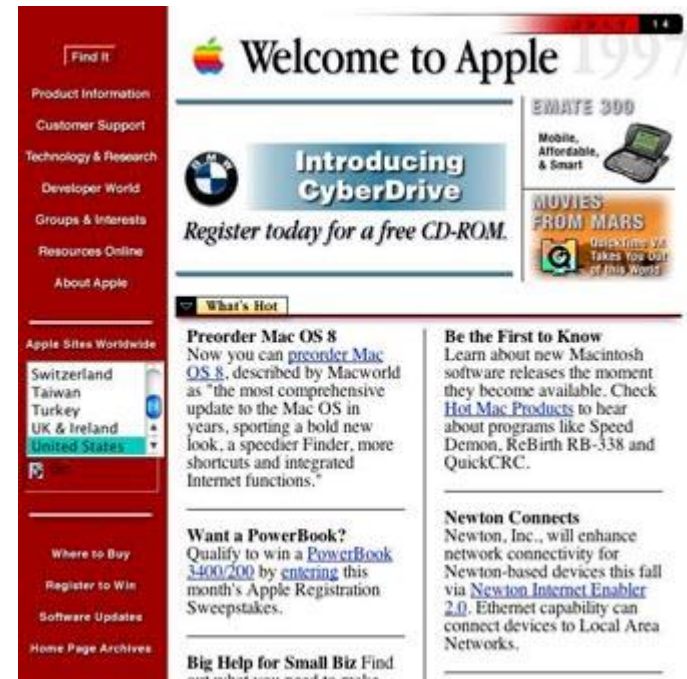 JULY 14
1997
Welcome to Apple
Find It
Product Information
Customer Support
Technology & Research
Developer World
Groups & Interests
Resources Online
About Apple
Apple Sites Worldwide
Switzerland
Taiwan
Turkey
UK & Ireland
United States
Where to Buy
Register to Win
Software Updates
Home Page Archives
BMW
Introducing
CyberDrive
Register today for a free CD-ROM.
EMATE 300
Mobile,
Affordable,
& Smart
MOVIES
FROM MARS
QuickTime VR
Takes You Out
of this World
What's Hot
Preorder Mac OS 8
Now you can preorder Mac
OS 8, described by Macworld
as "the most comprehensive
update to the Mac OS in
years, sporting a bold new
look, a speedier Finder, more
shortcuts and integrated
Internet functions."
Want a PowerBook?
Qualify to win a PowerBook
3400/200 by entering this
month's Apple Registration
Sweepstakes.
Big Help for Small Biz Find
out what you need to make
Be the First to Know
Learn about new Macintosh
software releases the moment
they become available. Check
Hot Mac Products to hear
about programs like Speed
Demon, ReBirth RB-338 and
QuickCRC.
Newton Connects
Newton, Inc., will enhance
network connectivity for
Newton-based devices this fall
via Newton Internet Enabler
2.0. Ethernet capability can
connect devices to Local Area
Networks.